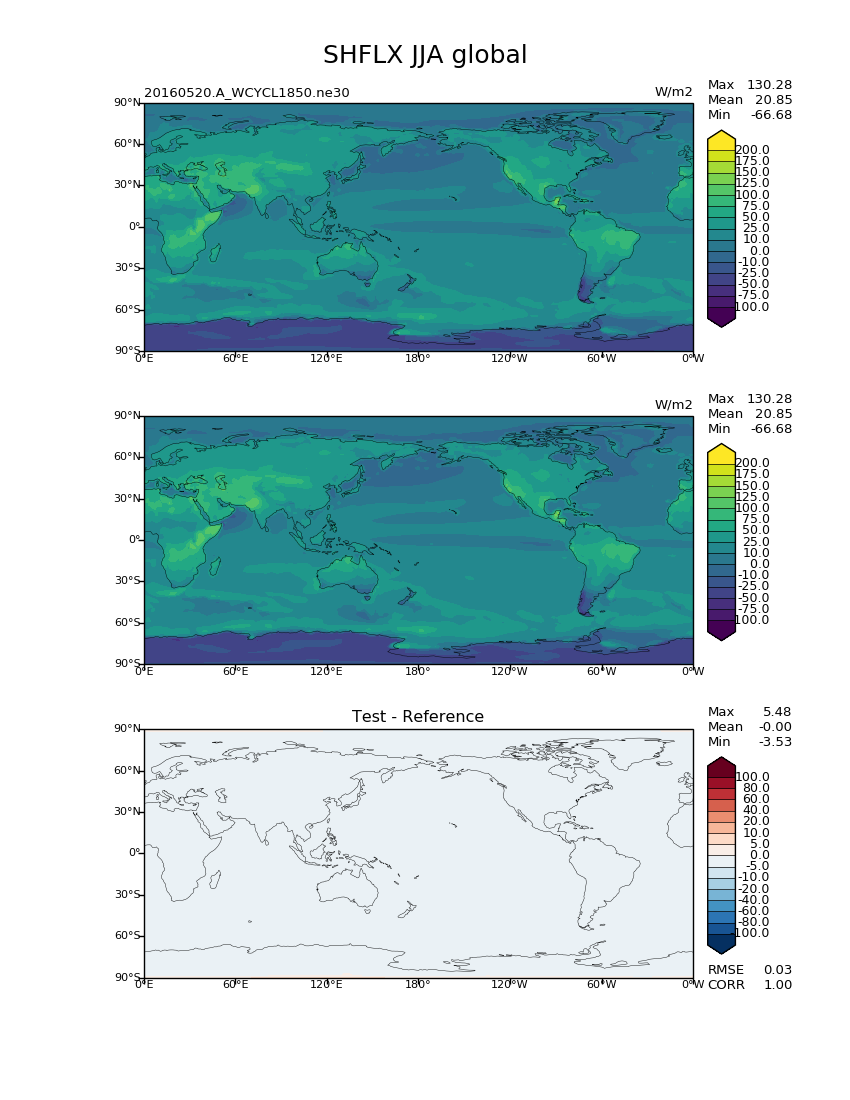 SHFLX JJA global
20160520.A_WCYCL1850.ne30
W/m2
Max 130.28
Mean 20.85
Min -66.68
90°N
60°N
30°N
0°
30°S
60°S
90°S
0°E 60°E 120°E 180° 120°W 60°W 0°W
200.0
175.0
150.0
125.0
100.0
75.0
50.0
25.0
10.0
0.0
-10.0
-25.0
-50.0
-75.0
-100.0
W/m2
Max 130.28
Mean 20.85
Min -66.68
90°N
60°N
30°N
0°
30°S
60°S
90°S
0°E 60°E 120°E 180° 120°W 60°W 0°W
200.0
175.0
150.0
125.0
100.0
75.0
50.0
25.0
10.0
0.0
-10.0
-25.0
-50.0
-75.0
-100.0
Test - Reference
Max 5.48
Mean -0.00
Min -3.53
90°N
60°N
30°N
0°
30°S
60°S
90°S
0°E 60°E 120°E 180° 120°W 60°W 0°W
100.0
80.0
60.0
40.0
20.0
10.0
5.0
0.0
-5.0
-10.0
-20.0
-40.0
-60.0
-80.0
-100.0
RMSE 0.03
CORR 1.00